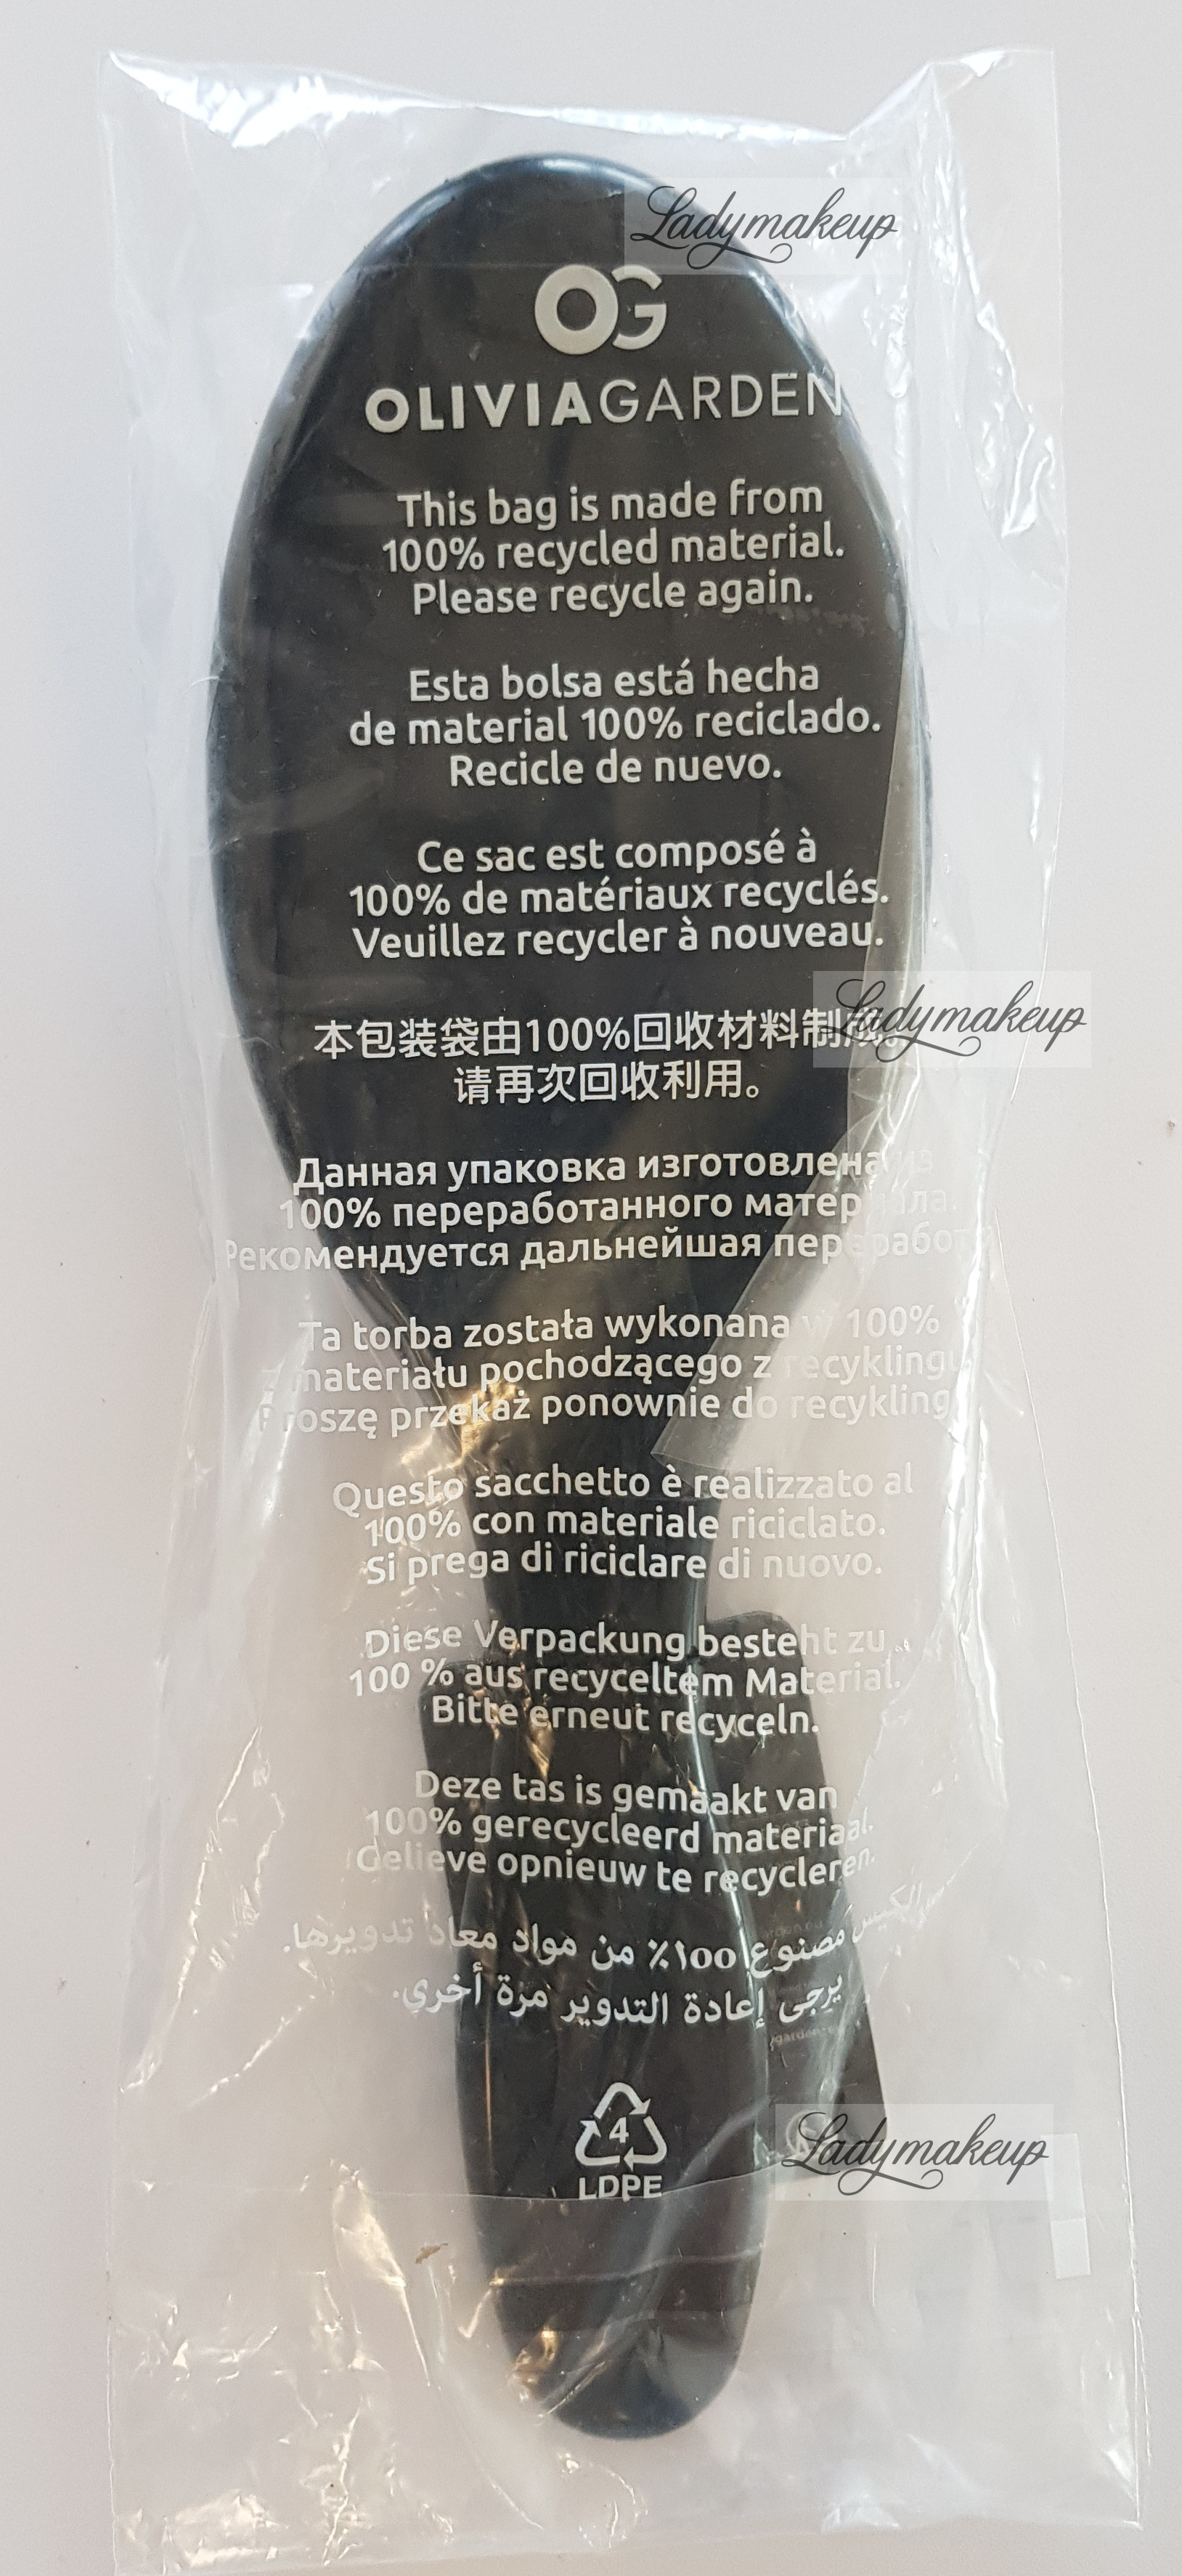 Ladymakeup
OG
OLIVIAGARDEN
This bag is made from
100% recycled material.
Please recycle again.
Esta bolsa está hecha
de material 100% reciclado.
Recicle de nuevo.
Ce sac est composé à
100% de matériaux recyclés.
Veuillez recycler à nouveau.
Ladymakeup
本包装袋由100%回收材料制
请再次回收利用。
Данная упаковка изготовлена из
100% переработанного материала.
Рекомендуется дальнейшая
Ta torba została wykonana w 100%
z materiału pochodzącego z recyklingu
Proszę przekaż ponownie do
Questo sacchetto è realizzato al
100% con materiale riciclato.
Si prega di riciclare di nuovo.
Diese Verpackung besteht zu
100 % aus recyceltem Material.
Bitte erneut recyceln.
Deze tas is gemaakt van
100% gerecycleerd materiaal.
Gelieve opnieuw te recycleren.
الكيس مصنوع ١٠٠٪ من مواد معاد تدويرها.
يرجى إعادة التدوير مرة أخرى.
4
LDPE
Ladymakeup